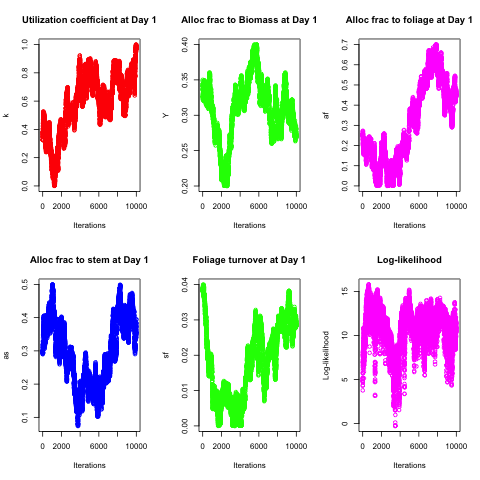 Utilization coefficient at Day 1
Alloc frac to Biomass at Day 1
Alloc frac to foliage at Day 1
k
0.0 0.2 0.4 0.6 0.8 1.0
0 2000 6000 10000
Iterations
Y
0.20 0.25 0.30 0.35 0.40
0 2000 6000 10000
Iterations
af
0.0 0.1 0.2 0.3 0.4 0.5 0.6 0.7
0 2000 6000 10000
Iterations
Alloc frac to stem at Day 1
Foliage turnover at Day 1
Log-likelihood
as
0.1 0.2 0.3 0.4 0.5
0 2000 6000 10000
Iterations
sf
0.00 0.01 0.02 0.03 0.04
0 2000 6000 10000
Iterations
Log-likelihood
0 5 10 15
0 2000 6000 10000
Iterations